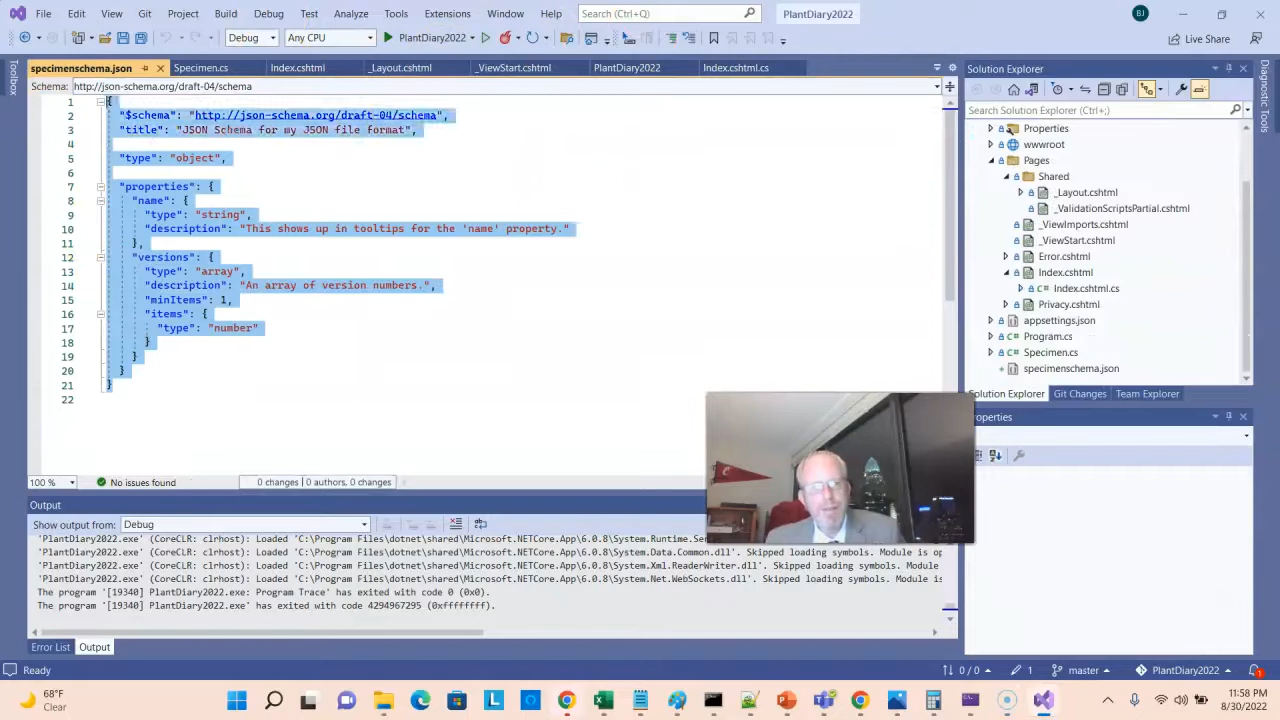 File Edit View Git Project Build Debug Test Analyze Tools Extensions Window Help Search (Ctrl+Q) PlantDiary2022 BJ
Debug Any CPU PlantDiary2022 Live Share
specimenschema.json Specimen.cs Index.cshtml _Layout.cshtml _ViewStart.cshtml PlantDiary2022 Index.cshtml.cs
Toolbox
Schema: http://json-schema.org/draft-04/schema
1 {
2 "$schema": "http://json-schema.org/draft-04/schema",
3 "title": "JSON Schema for my JSON file format",
4
5 "type": "object",
6
7 "properties": {
8 "name": {
9 "type": "string",
10 "description": "This shows up in tooltips for the 'name' property."
11 },
12 "versions": {
13 "type": "array",
14 "description": "An array of version numbers.",
15 "minItems": 1,
16 "items": {
17 "type": "number"
18 }
19 }
20 }
21 }
22
100 % No issues found 0 changes | 0 authors, 0 changes
Output
Show output from: Debug
'PlantDiary2022.exe' (CoreCLR: clrhost): Loaded 'C:\Program Files\dotnet\shared\Microsoft.NETCore.App\6.0.8\System.Runtime.Ser
'PlantDiary2022.exe' (CoreCLR: clrhost): Loaded 'C:\Program Files\dotnet\shared\Microsoft.NETCore.App\6.0.8\System.Data.Common.dll'. Skipped loading symbols. Module is op
'PlantDiary2022.exe' (CoreCLR: clrhost): Loaded 'C:\Program Files\dotnet\shared\Microsoft.NETCore.App\6.0.8\System.Xml.ReaderWriter.dll'. Skipped loading symbols. Module
'PlantDiary2022.exe' (CoreCLR: clrhost): Loaded 'C:\Program Files\dotnet\shared\Microsoft.NETCore.App\6.0.8\System.Net.WebSockets.dll'. Skipped loading symbols. Module is
The program '[19340] PlantDiary2022.exe: Program Trace' has exited with code 0 (0x0).
The program '[19340] PlantDiary2022.exe' has exited with code 4294967295 (0xffffffff).
Error List Output
Solution Explorer
Search Solution Explorer (Ctrl+;)
Properties
wwwroot
Pages
Shared
_Layout.cshtml
_ValidationScriptsPartial.cshtml
_ViewImports.cshtml
_ViewStart.cshtml
Error.cshtml
Index.cshtml
Index.cshtml.cs
Privacy.cshtml
appsettings.json
Program.cs
Specimen.cs
specimenschema.json
Solution Explorer Git Changes Team Explorer
Properties
Diagnostic Tools
Ready 0 / 0 1 master PlantDiary2022 1
68°F
Clear
11:58 PM
8/30/2022